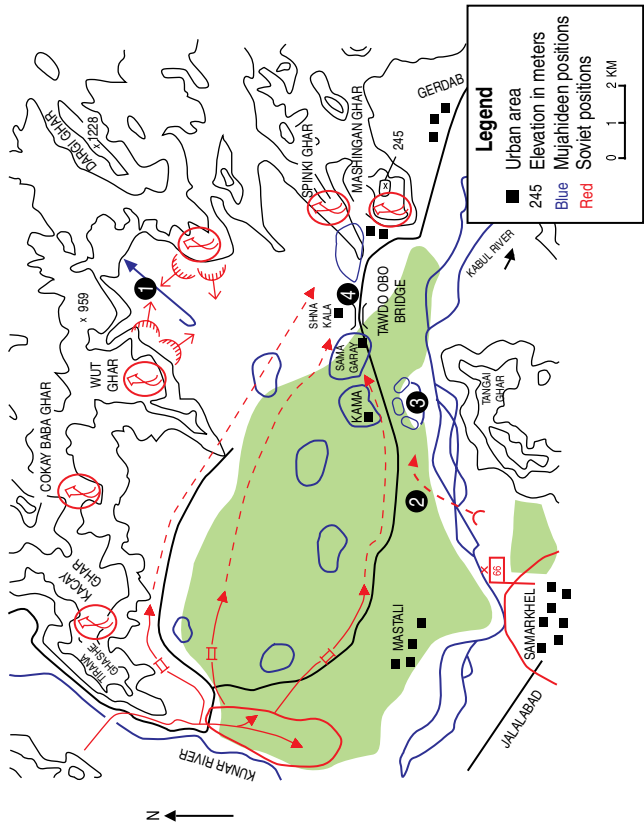 DARGI GHAR
x 1228
x 959
COKAY BABA GHAR
WUT
GHAR
1
KACAY
GHAR
TIRANA
GHASHE
SPINKI GHAR
MASHINGAN GHAR
x
245
GERDAB
SHNA
KALA
4
SAMA
GARAY
TAWDO OBO
BRIDGE
KAMA
3
2
KABUL RIVER
TANGAI
GHAR
MASTALI
66
SAMARKHEL
JALALABAD
KUNAR RIVER
N
Legend
Urban area
245 Elevation in meters
Blue Mujahideen positions
Red Soviet positions
0 1 2 KM